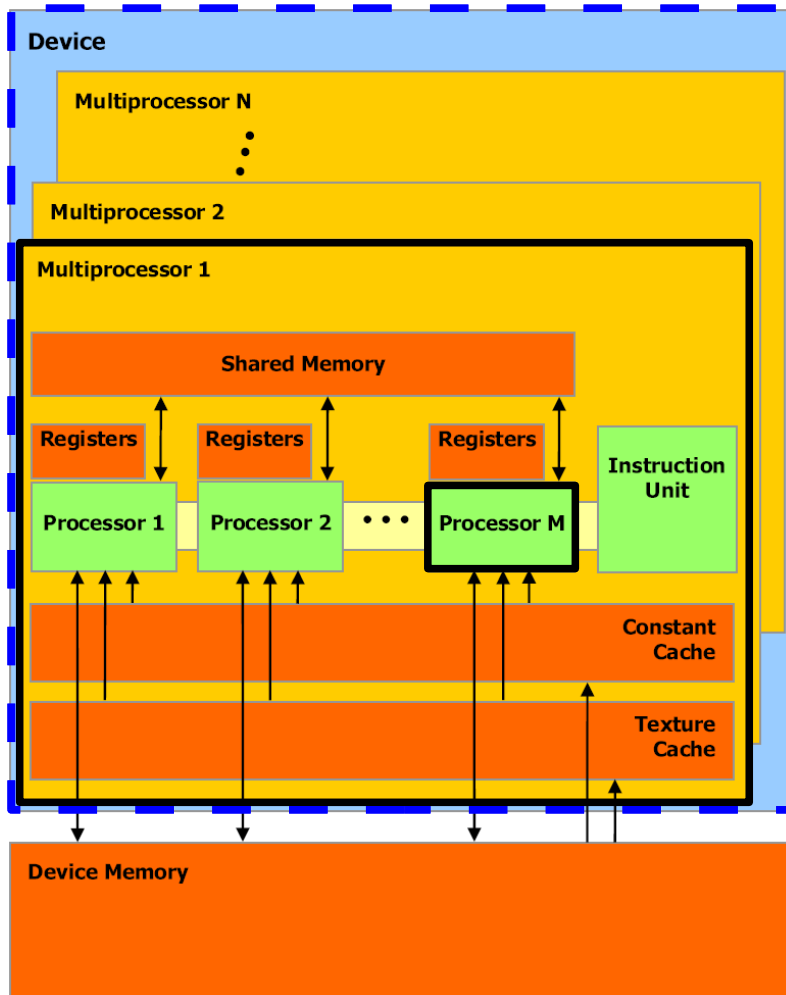 Device
Multiprocessor N
Multiprocessor 2
Multiprocessor 1
Shared Memory
Registers
Registers
Registers
Instruction
Unit
Processor 1
Processor 2
Processor M
Constant
Cache
Texture
Cache
Device Memory